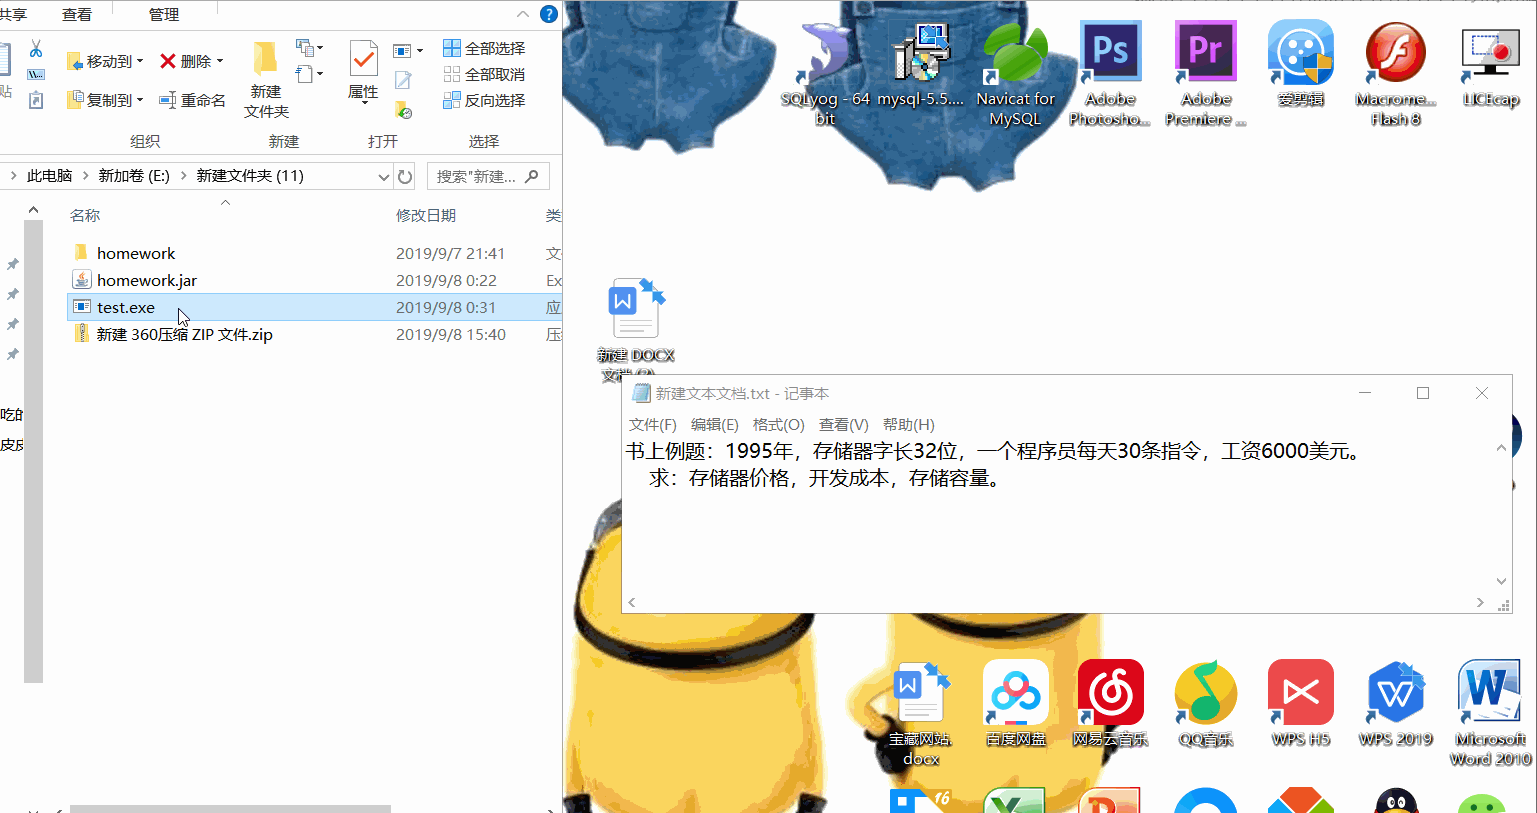 共享 查看 管理
移动到 删除 全部选择
复制到 重命名 全部取消
反向选择
新建
文件夹
属性
组织 新建 打开 选择
此电脑 新加卷 (E:) 新建文件夹 (11)
搜索"新建...
名称 修改日期 类
homework 2019/9/7 21:41 文
homework.jar 2019/9/8 0:22 Ex
test.exe 2019/9/8 0:31 应
新建 360压缩 ZIP 文件.zip 2019/9/8 15:40 压
吃的
皮皮
SQLyog - 64
bit
mysql-5.5....
Navicat for
MySQL
Ps
Adobe
Photosho...
Pr
Adobe
Premiere ...
爱剪辑
Macrome...
Flash 8
LICEcap
W
新建 DOCX
文档 (2)
新建文本文档.txt - 记事本
文件(F) 编辑(E) 格式(O) 查看(V) 帮助(H)
书上例题：1995年，存储器字长32位，一个程序员每天30条指令，工资6000美元。
求：存储器价格，开发成本，存储容量。
W
宝藏网站.
docx
百度网盘
网易云音乐
QQ音乐
WPS H5
W
WPS 2019
W
Microsoft
Word 2010
16